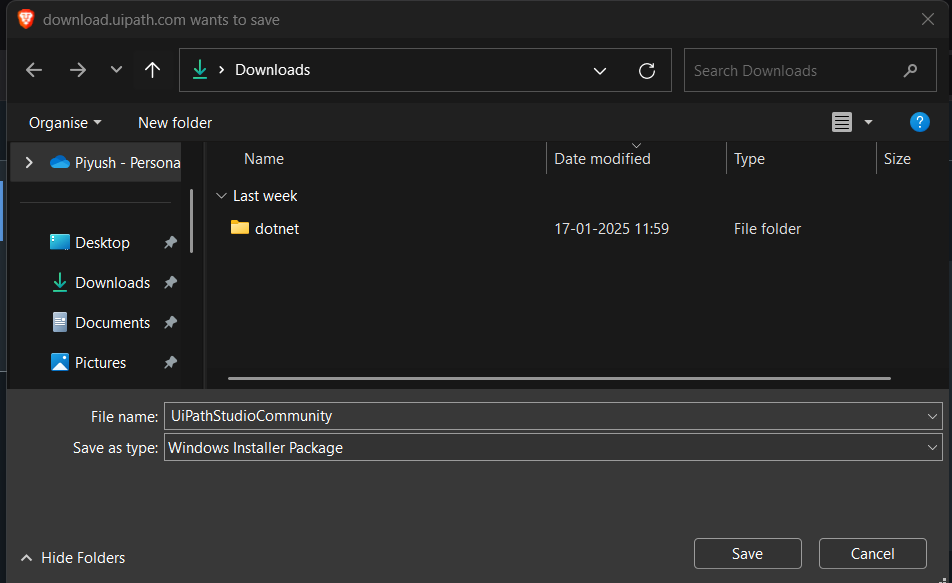 download.uipath.com wants to save
Downloads
Search Downloads
Organise
New folder
?
Piyush - Persona
Desktop
Downloads
Documents
Pictures
Name
Date modified
Type
Size
Last week
dotnet
17-01-2025 11:59
File folder
File name:
UiPathStudioCommunity
Save as type:
Windows Installer Package
Hide Folders
Save
Cancel